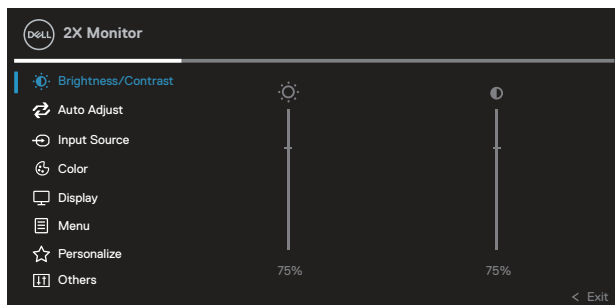 DELL 2X Monitor
Brightness/Contrast
Auto Adjust
Input Source
Color
Display
Menu
Personalize
Others
75% 75%
< Exit